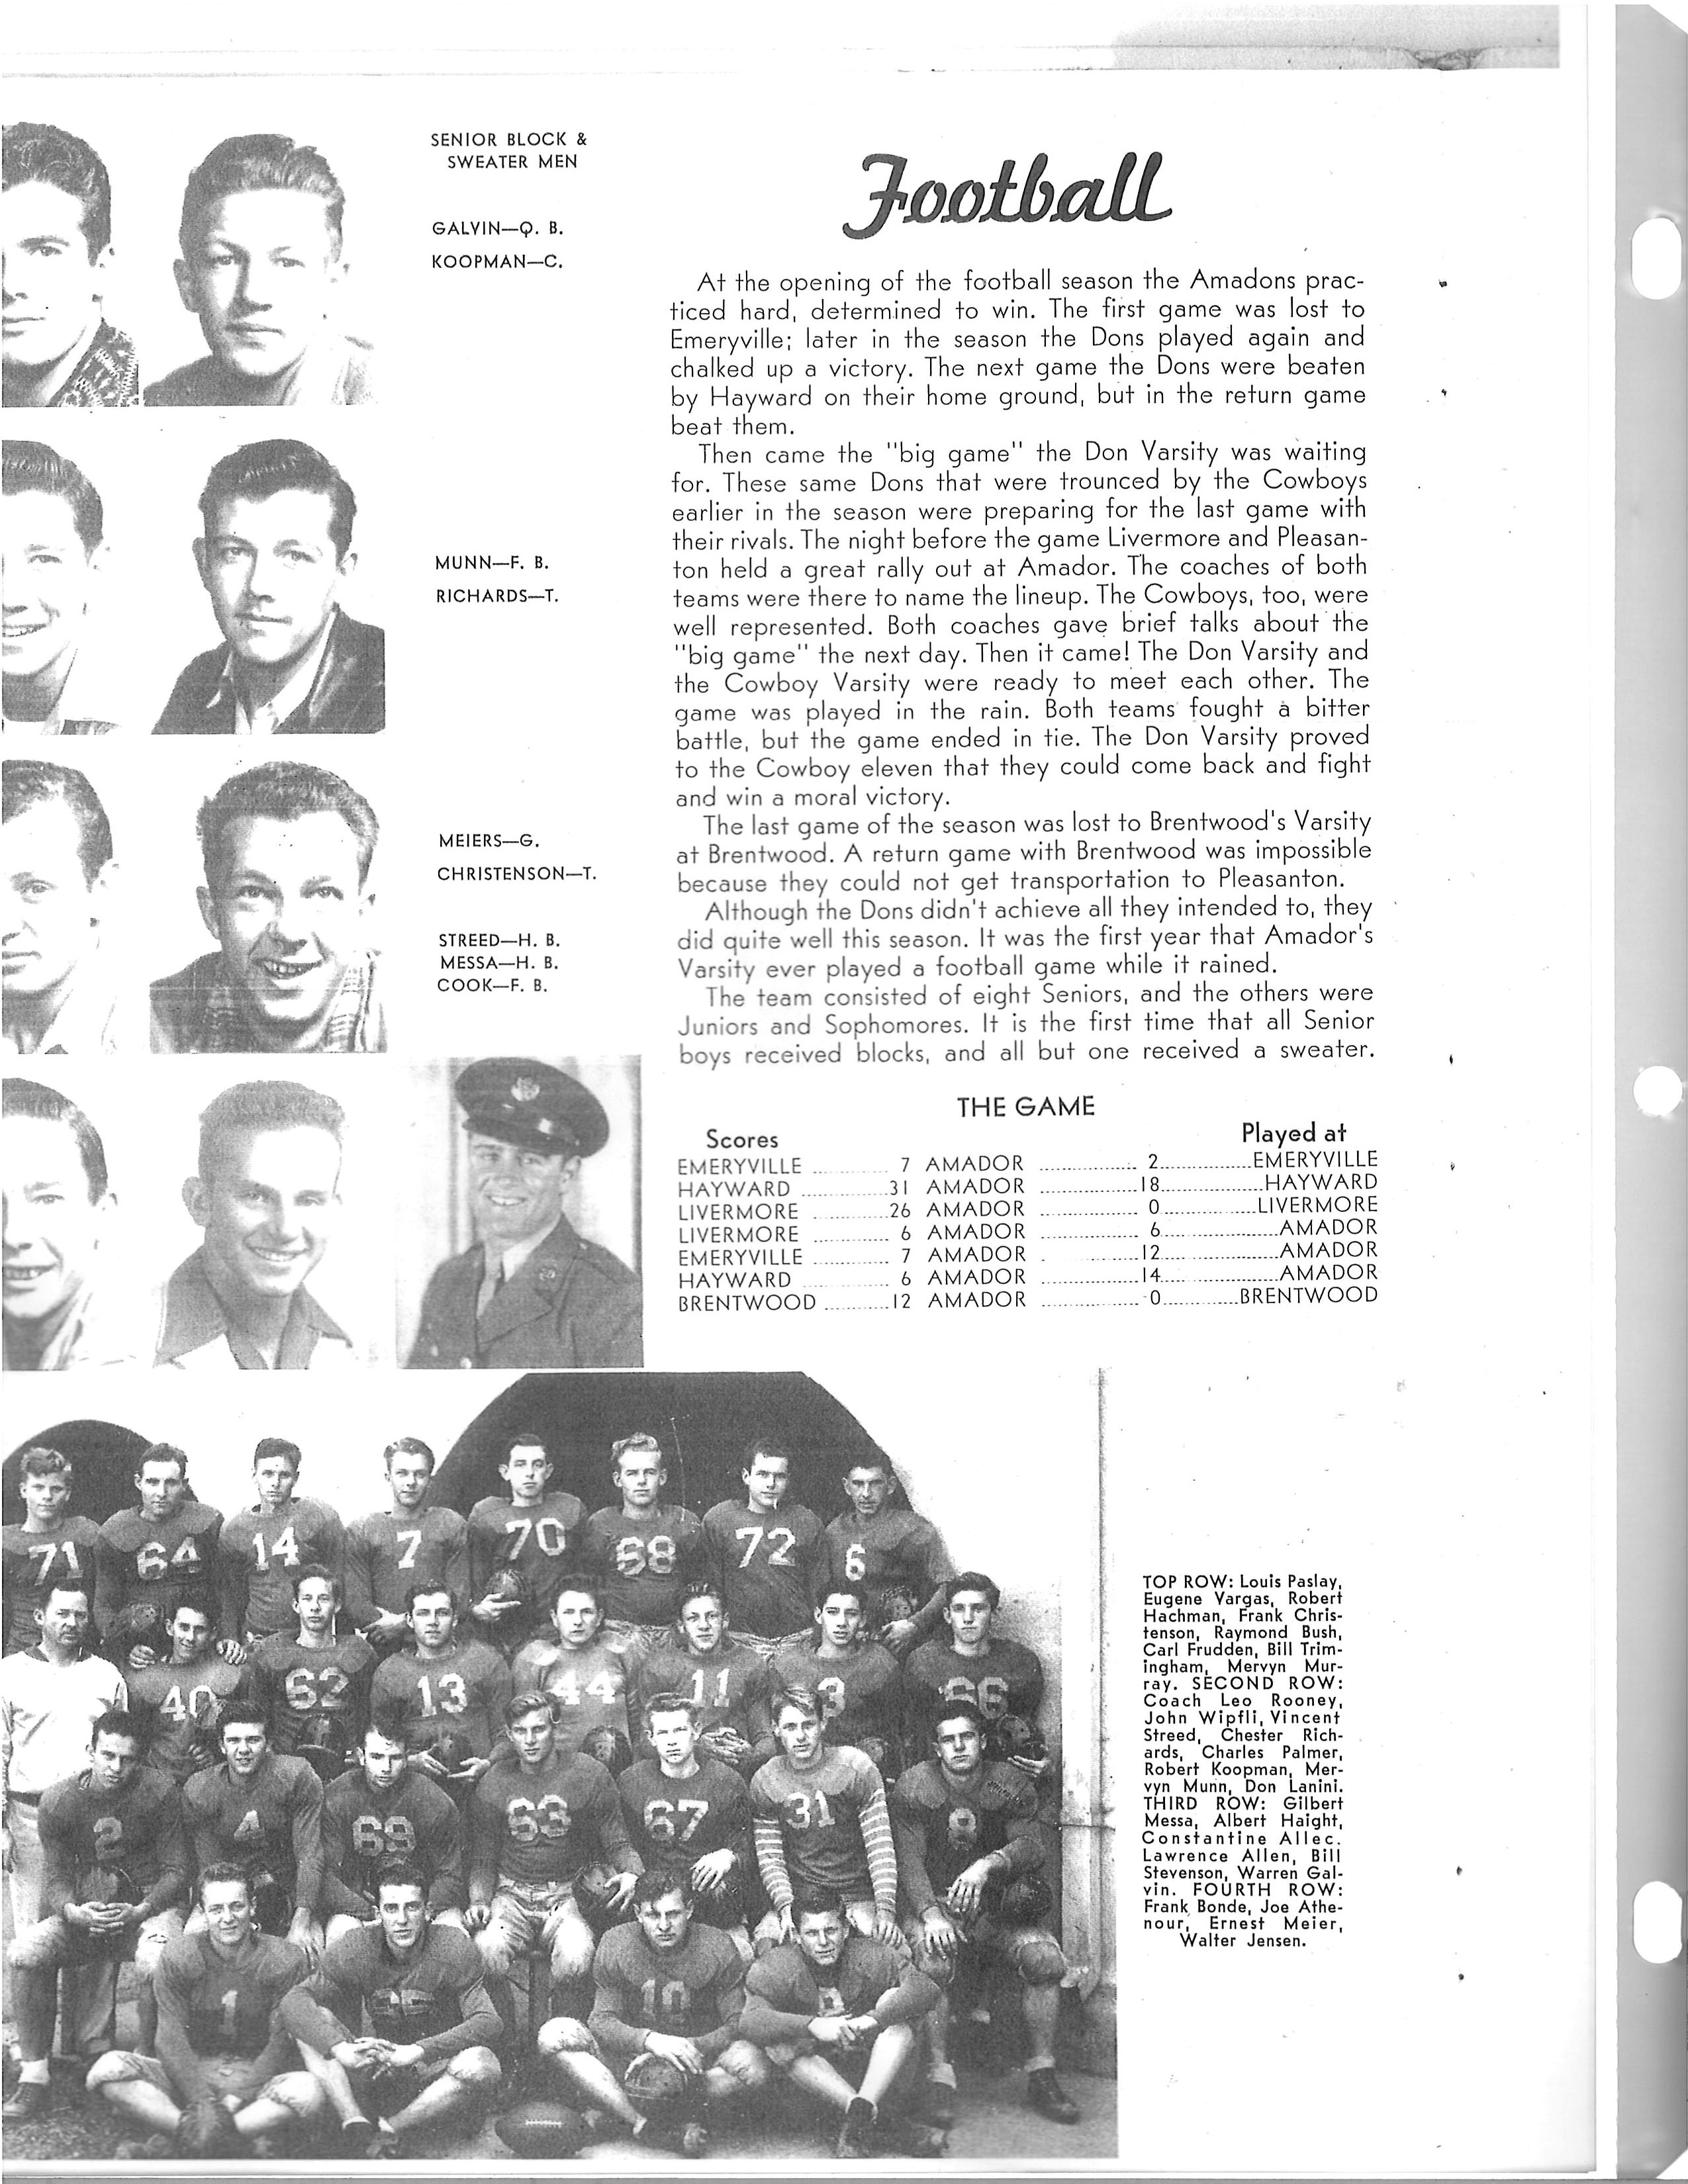 SENIOR BLOCK &
SWEATER MEN
GALVIN—Q. B.
KOOPMAN—C.
MUNN—F. B.
RICHARDS—T.
MEIERS—G.
CHRISTENSON—T.
STREED—H. B.
MESSA—H. B.
COOK—F. B.
Football
At the opening of the football season the Amadons prac-
ticed hard, determined to win. The first game was lost to
Emeryville; later in the season the Dons played again and
chalked up a victory. The next game the Dons were beaten
by Hayward on their home ground, but in the return game
beat them.
Then came the "big game" the Don Varsity was waiting
for. These same Dons that were trounced by the Cowboys
earlier in the season were preparing for the last game with
their rivals. The night before the game Livermore and Pleasan-
ton held a great rally out at Amador. The coaches of both
teams were there to name the lineup. The Cowboys, too, were
well represented. Both coaches gave brief talks about the
"big game" the next day. Then it came! The Don Varsity and
the Cowboy Varsity were ready to meet each other. The
game was played in the rain. Both teams fought a bitter
battle, but the game ended in tie. The Don Varsity proved
to the Cowboy eleven that they could come back and fight
and win a moral victory.
The last game of the season was lost to Brentwood's Varsity
at Brentwood. A return game with Brentwood was impossible
because they could not get transportation to Pleasanton.
Although the Dons didn't achieve all they intended to, they
did quite well this season. It was the first year that Amador's
Varsity ever played a football game while it rained.
The team consisted of eight Seniors, and the others were
Juniors and Sophomores. It is the first time that all Senior
boys received blocks, and all but one received a sweater.
THE GAME
Scores Played at
EMERYVILLE 7 AMADOR 2 EMERYVILLE
HAYWARD 31 AMADOR 18 HAYWARD
LIVERMORE 26 AMADOR 0 LIVERMORE
LIVERMORE 6 AMADOR 6 AMADOR
EMERYVILLE 7 AMADOR 12 AMADOR
HAYWARD 6 AMADOR 14 AMADOR
BRENTWOOD 12 AMADOR 0 BRENTWOOD
71 64 14 7 70 68 72 6
40 62 13 44 11 3 66
2 4 69 63 67 31 9
1 10
TOP ROW: Louis Paslay,
Eugene Vargas, Robert
Hachman, Frank Chris-
tenson, Raymond Bush,
Carl Frudden, Bill Trim-
ingham, Mervyn Mur-
ray. SECOND ROW:
Coach Leo Rooney,
John Wipfli, Vincent
Streed, Chester Rich-
ards, Charles Palmer,
Robert Koopman, Mer-
vyn Munn, Don Lanini.
THIRD ROW: Gilbert
Messa, Albert Haight,
Constantine Allec.
Lawrence Allen, Bill
Stevenson, Warren Gal-
vin. FOURTH ROW:
Frank Bonde, Joe Athe-
nour, Ernest Meier,
Walter Jensen.